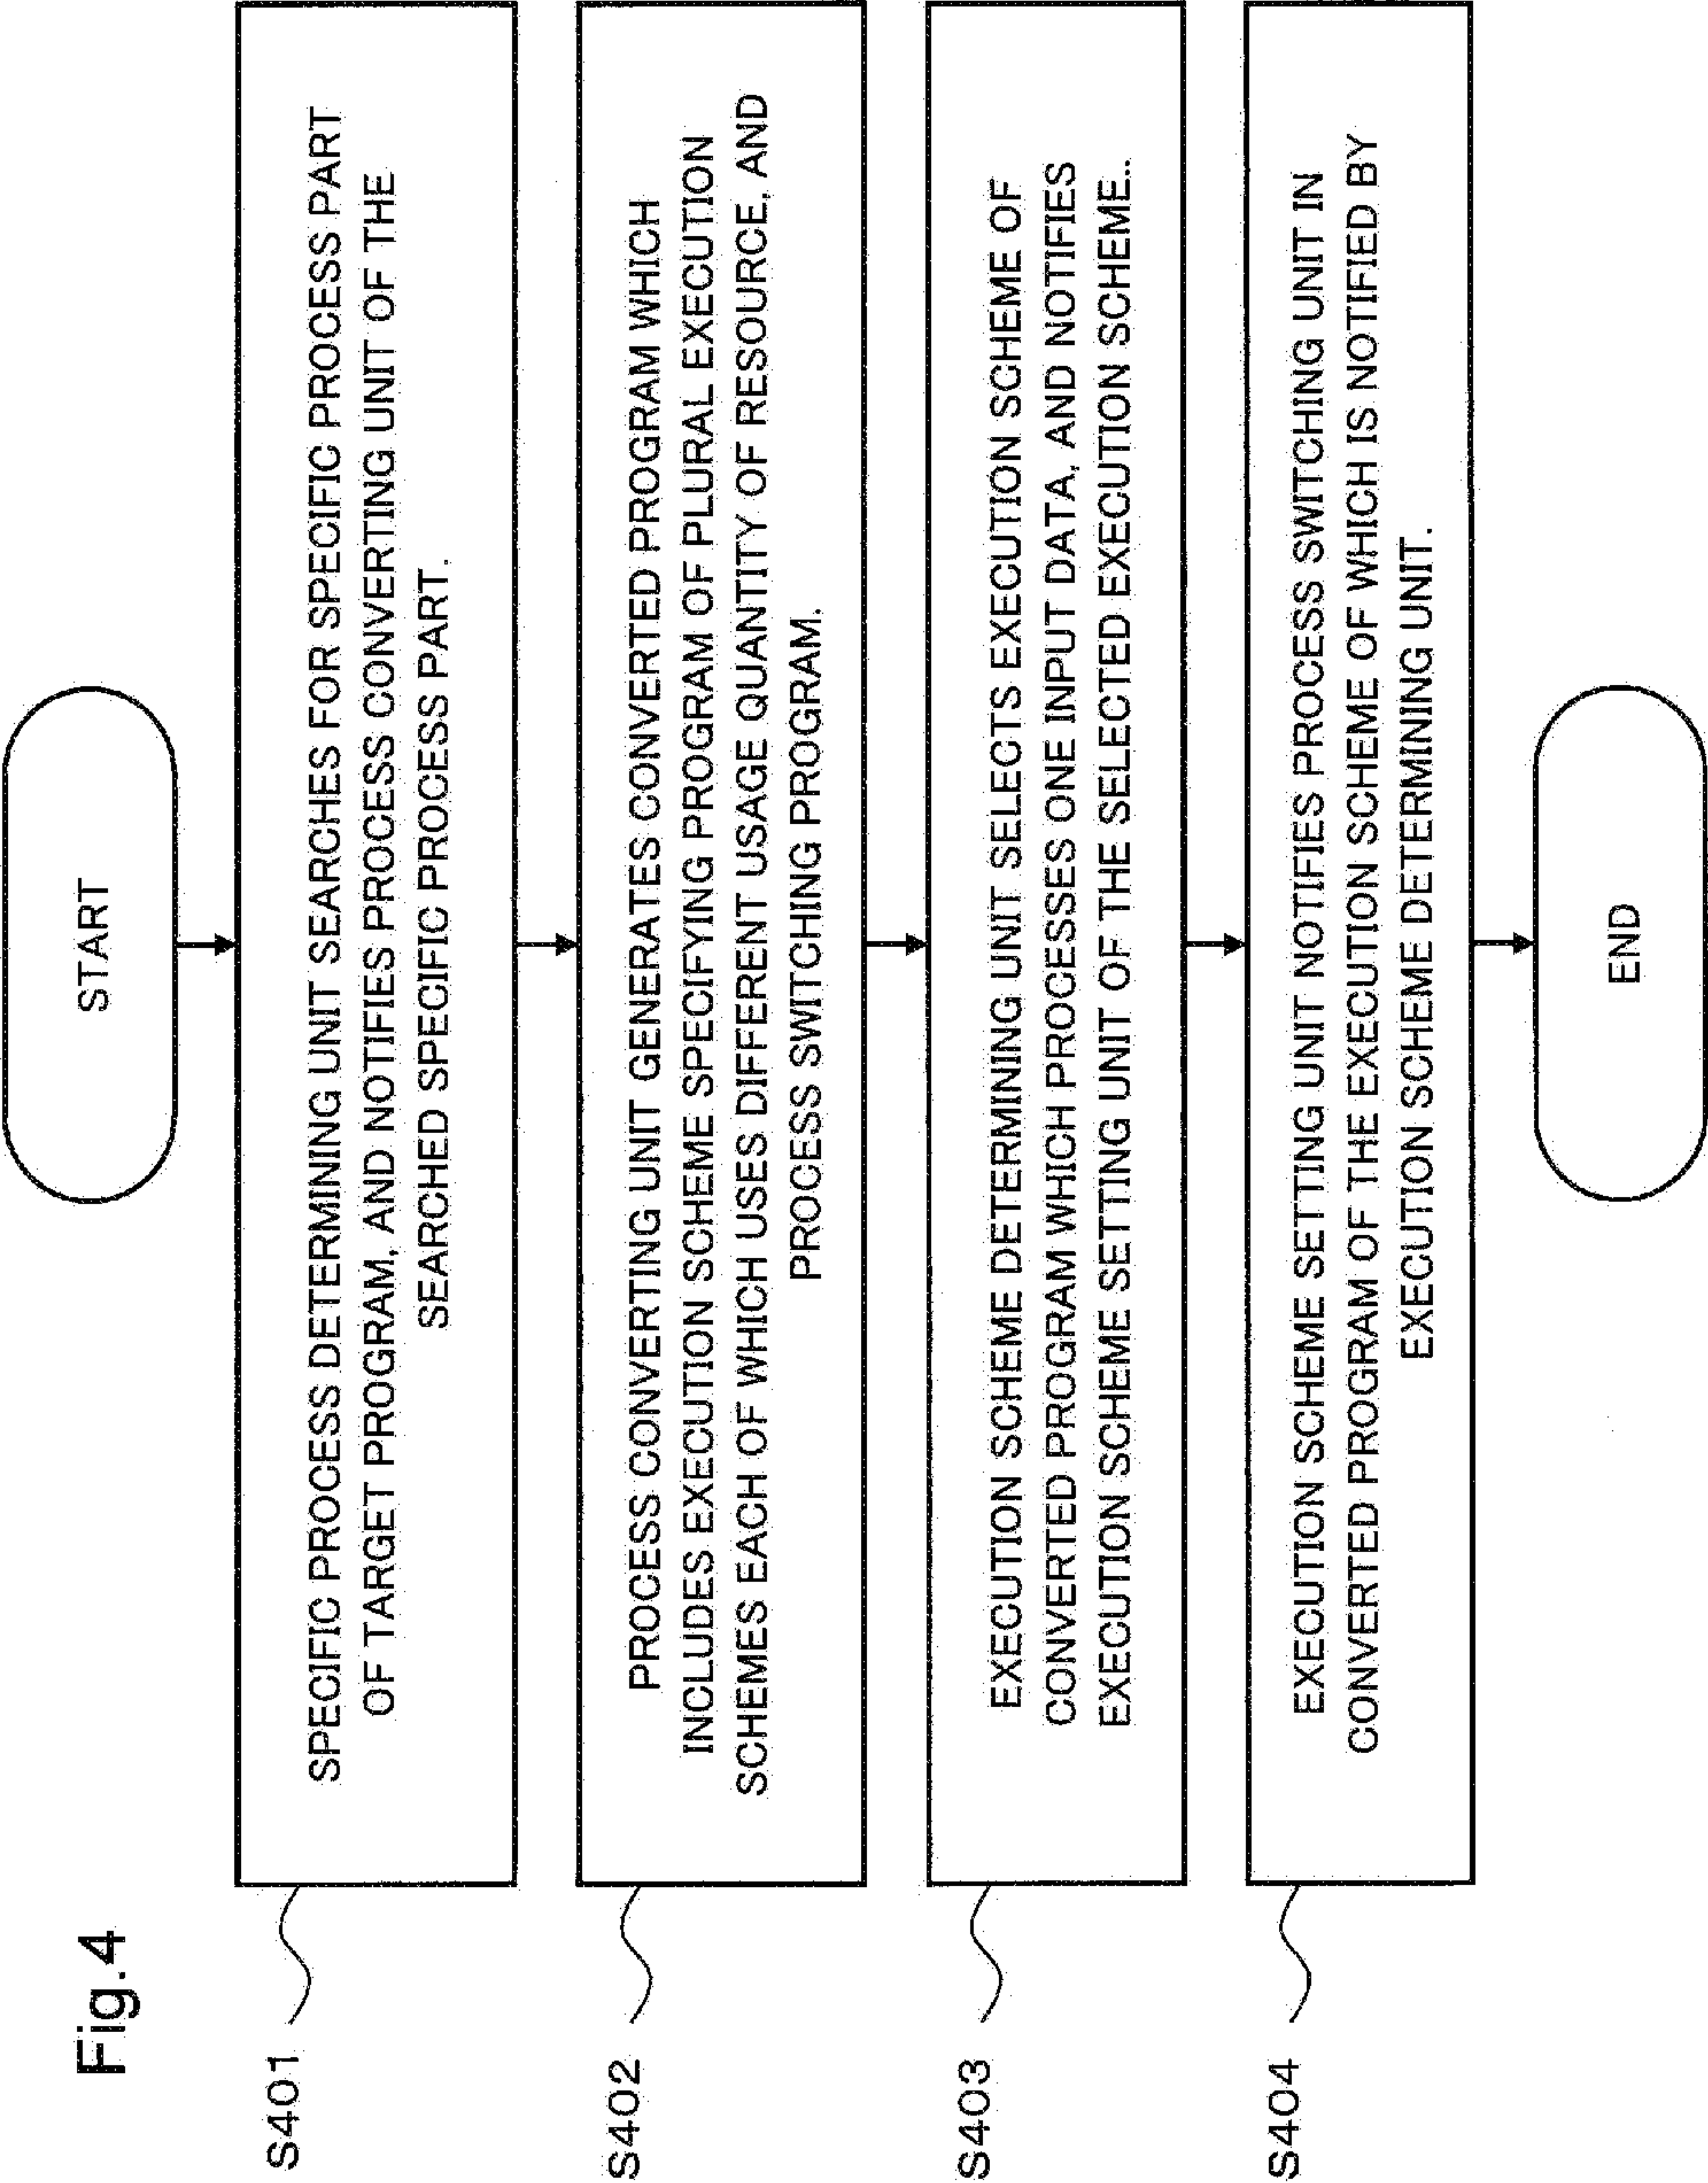 Fig.4
START
S401
SPECIFIC PROCESS DETERMINING UNIT SEARCHES FOR SPECIFIC PROCESS PART
OF TARGET PROGRAM, AND NOTIFIES PROCESS CONVERTING UNIT OF THE
SEARCHED SPECIFIC PROCESS PART.
S402
PROCESS CONVERTING UNIT GENERATES CONVERTED PROGRAM WHICH
INCLUDES EXECUTION SCHEME SPECIFYING PROGRAM OF PLURAL EXECUTION
SCHEMES EACH OF WHICH USES DIFFERENT USAGE QUANTITY OF RESOURCE, AND
PROCESS SWITCHING PROGRAM.
S403
EXECUTION SCHEME DETERMINING UNIT SELECTS EXECUTION SCHEME OF
CONVERTED PROGRAM WHICH PROCESSES ONE INPUT DATA, AND NOTIFIES
EXECUTION SCHEME SETTING UNIT OF THE SELECTED EXECUTION SCHEME.
S404
EXECUTION SCHEME SETTING UNIT NOTIFIES PROCESS SWITCHING UNIT IN
CONVERTED PROGRAM OF THE EXECUTION SCHEME OF WHICH IS NOTIFIED BY
EXECUTION SCHEME DETERMINING UNIT.
END